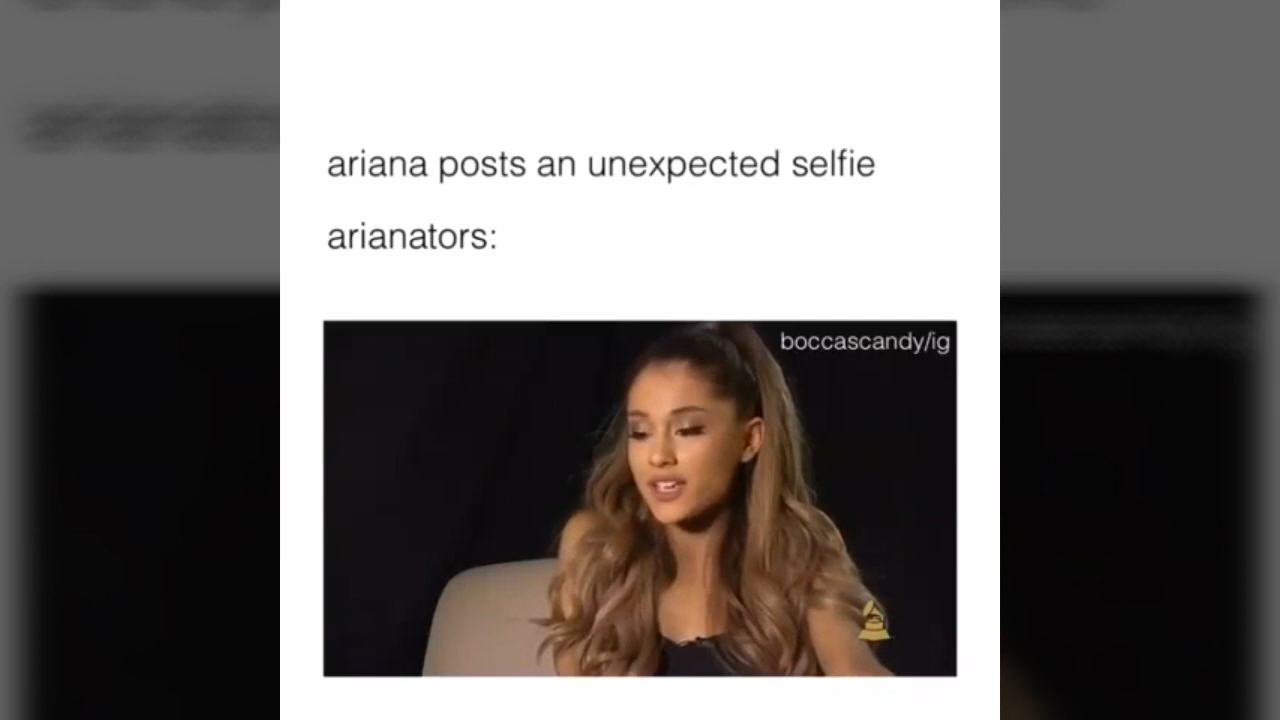 ariana posts an unexpected selfie
arianators:
boccascandy/ig